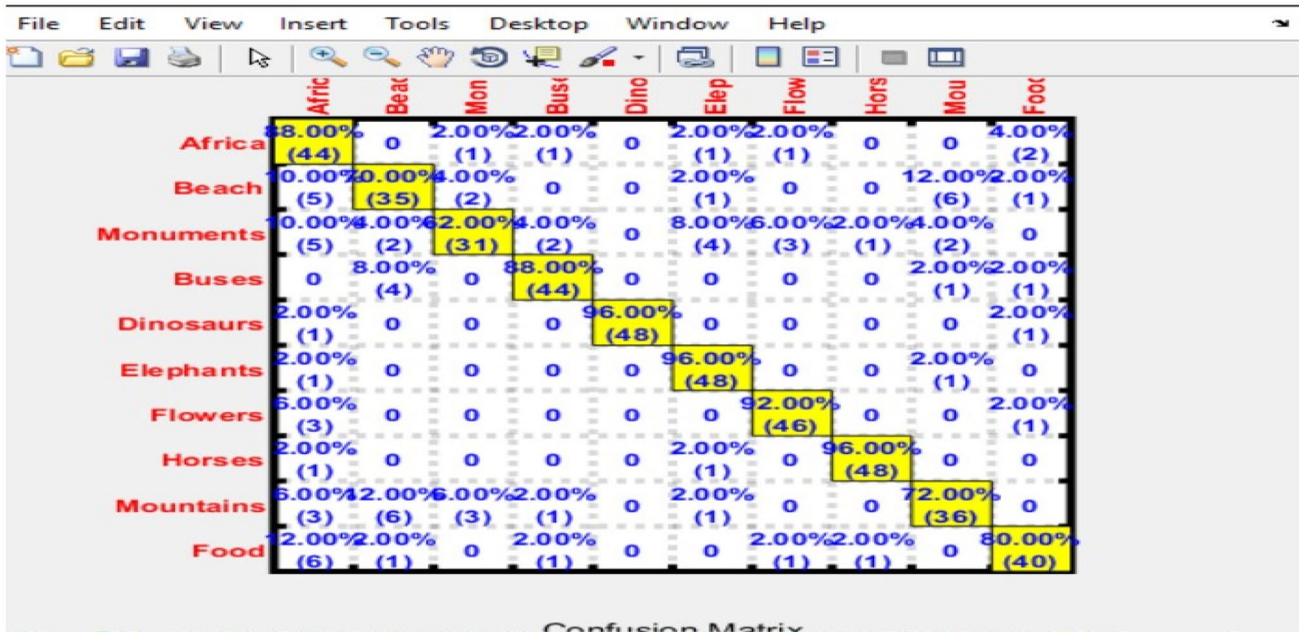 File Edit View Insert Tools Desktop Window Help
Afric Beac Mon Buse Dino Elep Flow Hors Mou Food
Africa 88.00% (44) 0 2.00% (1) 2.00% (1) 0 2.00% (1) 2.00% (1) 0 0 4.00% (2)
Beach 10.00% (5) 70.00% (35) 4.00% (2) 0 0 2.00% (1) 0 0 12.00% (6) 2.00% (1)
Monuments 10.00% (5) 4.00% (2) 62.00% (31) 4.00% (2) 0 8.00% (4) 6.00% (3) 2.00% (1) 4.00% (2) 0
Buses 0 8.00% (4) 0 88.00% (44) 0 0 0 0 2.00% (1) 2.00% (1)
Dinosaurs 2.00% (1) 0 0 0 96.00% (48) 0 0 0 0 2.00% (1)
Elephants 2.00% (1) 0 0 0 0 96.00% (48) 0 0 2.00% (1) 0
Flowers 6.00% (3) 0 0 0 0 0 92.00% (46) 0 0 2.00% (1)
Horses 2.00% (1) 0 0 0 0 2.00% (1) 0 96.00% (48) 0 0
Mountains 6.00% (3) 12.00% (6) 6.00% (3) 2.00% (1) 0 2.00% (1) 0 0 72.00% (36) 0
Food 12.00% (6) 2.00% (1) 0 2.00% (1) 0 0 2.00% (1) 2.00% (1) 0 80.00% (40)
Confusion Matrix